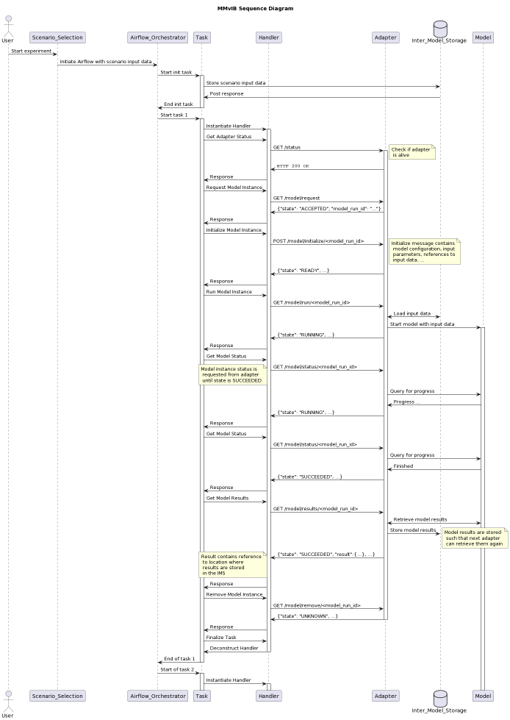 MMviB Sequence Diagram
User
Scenario_Selection
Airflow_Orchestrator
Task
Handler
Adapter
Inter_Model_Storage
Model
Start experiment
Initiate Airflow with scenario input data
Start init task
Store scenario input data
Post response
End init task
Start task 1
Instantiate Handler
Get Adapter Status
GET /status
Check if adapter
is alive
HTTP 200 OK
Response
Request Model Instance
GET /model/request
{"state": "ACCEPTED", "model_run_id": "..."}
Response
Initialize Model Instance
POST /model/initialize/<model_run_id>
Initialize message contains
model configuration, input
parameters, references to
input data, ...
{"state": "READY", ...}
Response
Run Model Instance
GET /model/run/<model_run_id>
Load input data
Start model with input data
{"state": "RUNNING", ...}
Response
Get Model Status
GET /model/status/<model_run_id>
Model instance status is
requested from adapter
until state is SUCCEEDED
Query for progress
Progress...
{"state": "RUNNING", ...}
Response
Get Model Status
GET /model/status/<model_run_id>
Query for progress
Finished
{"state": "SUCCEEDED", ...}
Response
Get Model Results
GET /model/results/<model_run_id>
Retrieve model results
Store model results
Model results are stored
such that next adapter
can retrieve them again
{"state": "SUCCEEDED", "result": {...}, ...}
Result contains reference
to location where
results are stored
in the IMS
Response
Remove Model Instance
GET /model/remove/<model_run_id>
{"state": "UNKNOWN", ...}
Response
Finalize Task
Deconstruct Handler
End of task 1
Start of task 2
Instantiate Handler
User
Scenario_Selection
Airflow_Orchestrator
Task
Handler
Adapter
Inter_Model_Storage
Model